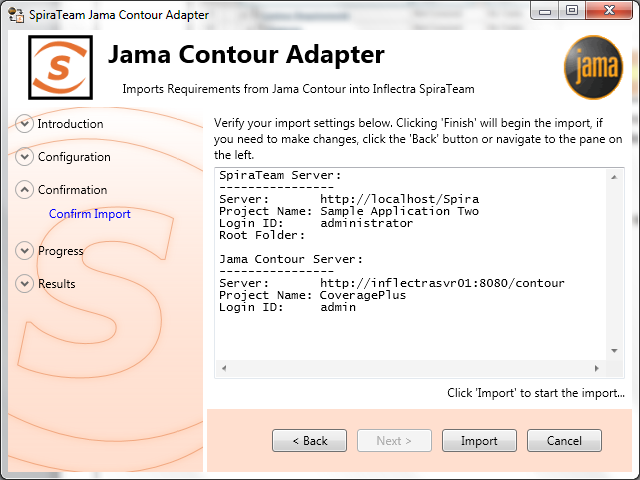 SpiraTeam Jama Contour Adapter
Jama Contour Adapter
Imports Requirements from Jama Contour into Inflectra SpiraTeam
S
jama
Introduction
Configuration
Confirmation
Confirm Import
Progress
Results
Verify your import settings below. Clicking 'Finish' will begin the import, if
you need to make changes, click the 'Back' button or navigate to the pane on
the left.
SpiraTeam Server:
----------------
Server:       http://localhost/Spira
Project Name: Sample Application Two
Login ID:     administrator
Root Folder:
Jama Contour Server:
----------------
Server:       http://inflectrasvr01:8080/contour
Project Name: CoveragePlus
Login ID:     admin
Click 'Import' to start the import...
< Back
Next >
Import
Cancel